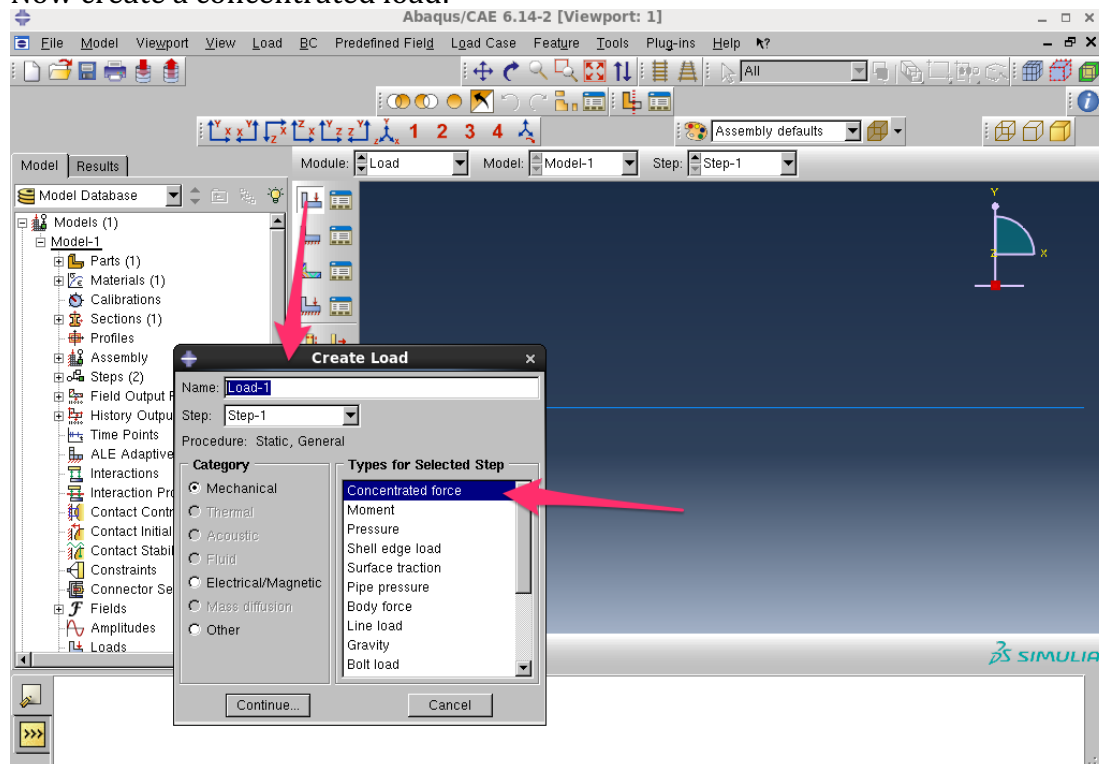 Now create a concentrated load.
Abaqus/CAE 6.14-2 [Viewport: 1]
File Model Viewport View Load BC Predefined Field Load Case Feature Tools Plug-ins Help
All
1 2 3 4
Assembly defaults
Model Results
Module: Load Model: Model-1 Step: Step-1
Model Database
Models (1)
Model-1
Parts (1)
Materials (1)
Calibrations
Sections (1)
Profiles
Assembly
Steps (2)
Field Output
History Outpu
Time Points
ALE Adaptive
Interactions
Interaction Pro
Contact Contr
Contact Initial
Contact Stabil
Constraints
Connector Se
Fields
Amplitudes
Loads
Y
Z X
Create Load
Name: Load-1
Step: Step-1
Procedure: Static, General
Category
Mechanical
Thermal
Acoustic
Fluid
Electrical/Magnetic
Mass diffusion
Other
Types for Selected Step
Concentrated force
Moment
Pressure
Shell edge load
Surface traction
Pipe pressure
Body force
Line load
Gravity
Bolt load
Continue...
Cancel
SIMULIA
>>>